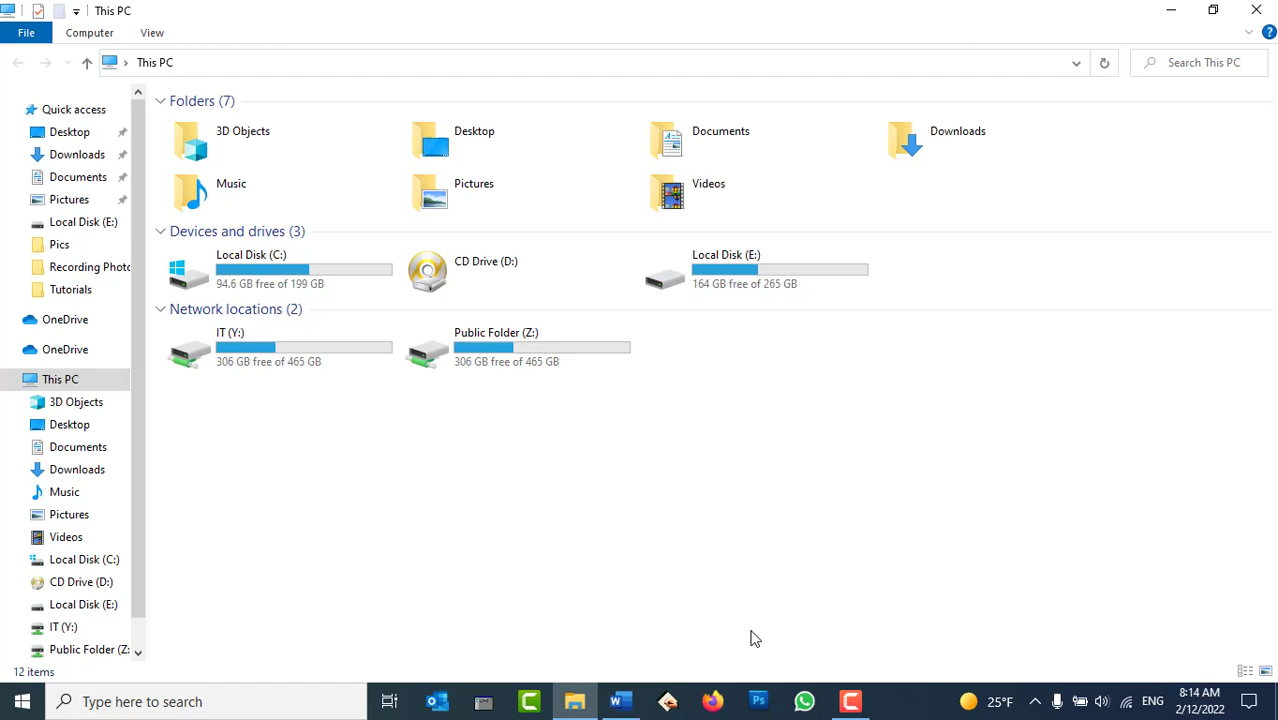 This PC
File Computer View
This PC
Search This PC
Quick access
Desktop
Downloads
Documents
Pictures
Local Disk (E:)
Pics
Recording Photo
Tutorials
OneDrive
OneDrive
This PC
3D Objects
Desktop
Documents
Downloads
Music
Pictures
Videos
Local Disk (C:)
CD Drive (D:)
Local Disk (E:)
IT (Y:)
Public Folder (Z:
Folders (7)
3D Objects
Desktop
Documents
Downloads
Music
Pictures
Videos
Devices and drives (3)
Local Disk (C:)
94.6 GB free of 199 GB
CD Drive (D:)
Local Disk (E:)
164 GB free of 265 GB
Network locations (2)
IT (Y:)
306 GB free of 465 GB
Public Folder (Z:)
306 GB free of 465 GB
12 items
Type here to search
25°F
ENG
8:14 AM
2/12/2022